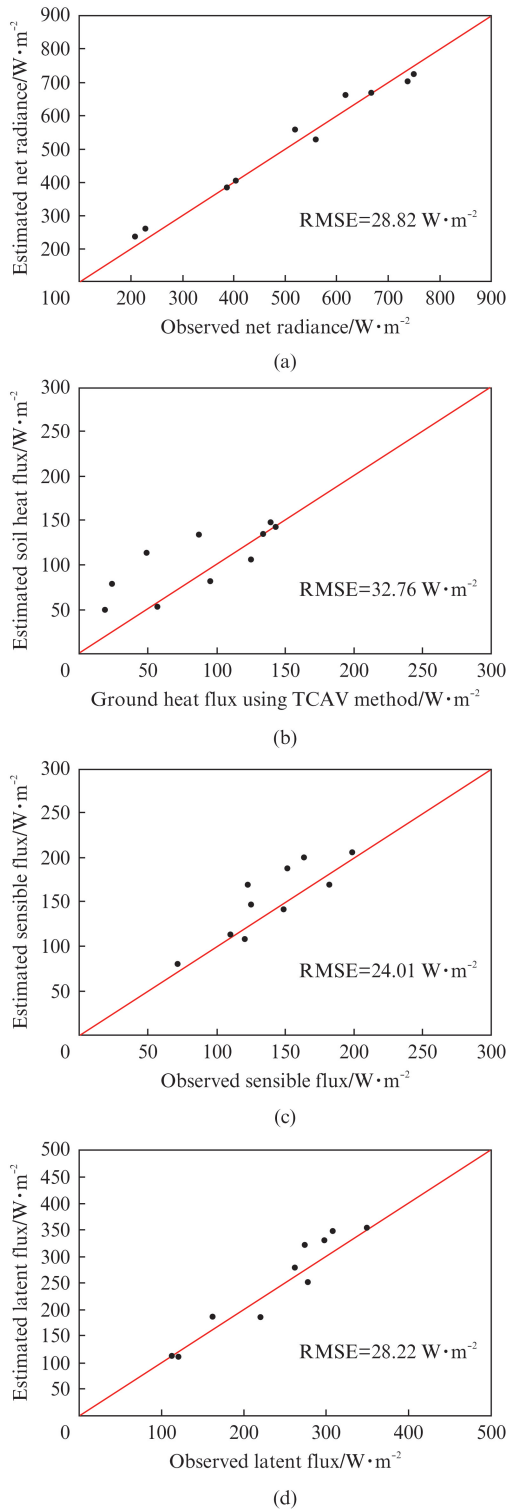 900
800
700
600
500
400
300
200
100
Estimated net radiance/W·m⁻²
RMSE=28.82 W·m⁻²
200 300 400 500 600 700 800 900
Observed net radiance/W·m⁻²
(a)
300
250
200
150
100
50
0
Estimated soil heat flux/W·m⁻²
RMSE=32.76 W·m⁻²
50 100 150 200 250 300
Ground heat flux using TCAV method/W·m⁻²
(b)
300
250
200
150
100
50
0
Estimated sensible flux/W·m⁻²
RMSE=24.01 W·m⁻²
50 100 150 200 250 300
Observed sensible flux/W·m⁻²
(c)
500
450
400
350
300
250
200
150
100
50
0
Estimated latent flux/W·m⁻²
RMSE=28.22 W·m⁻²
100 200 300 400 500
Observed latent flux/W·m⁻²
(d)